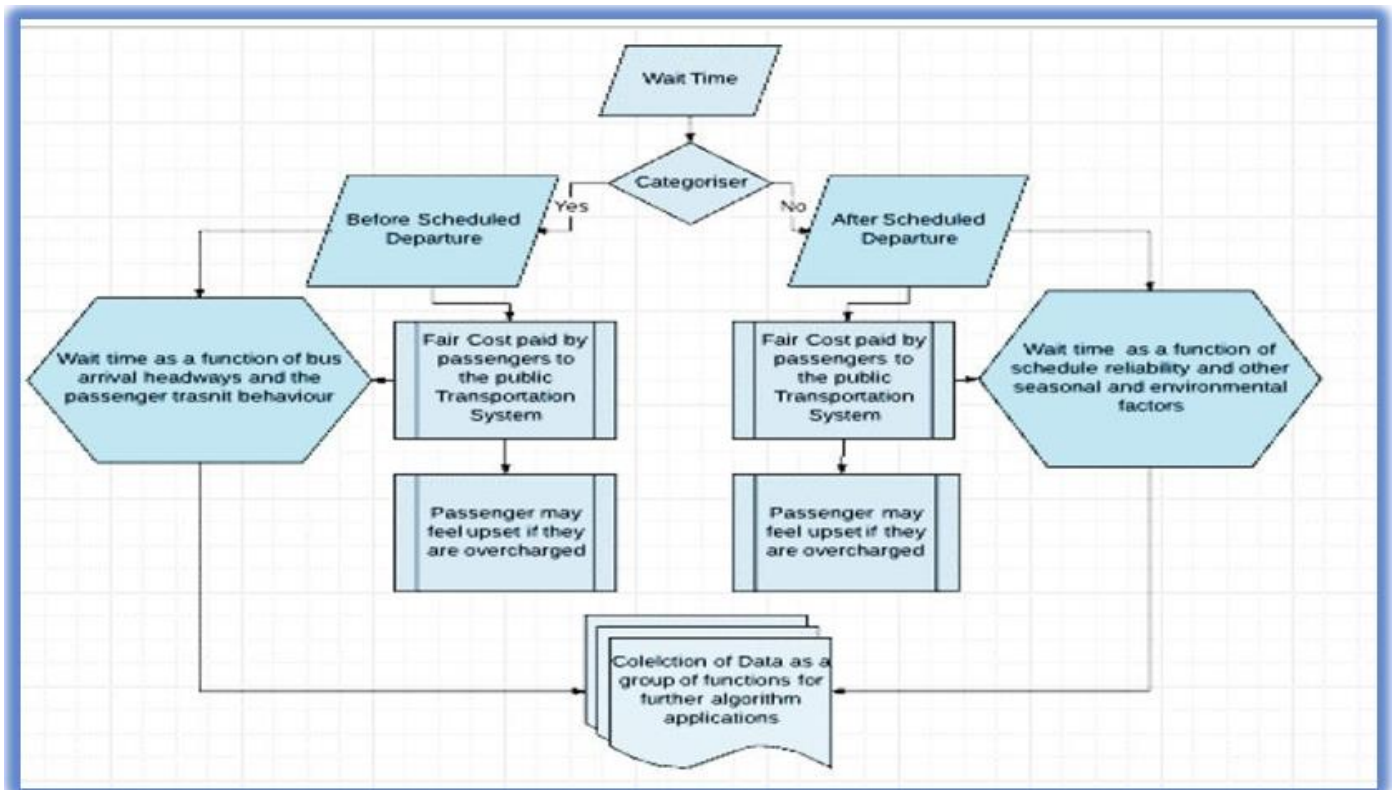 Wait Time
Categoriser
Yes
No
Before Scheduled
Departure
After Scheduled
Departure
Wait time as a function of bus
arrival headways and the
passenger trasnit behaviour
Fair Cost paid by
passengers to
the public
Transportation
System
Fair Cost paid by
passengers to
the public
Transportation
System
Wait time as a function of
schedule reliability and other
seasonal and environmental
factors
Passenger may
feel upset if they
are overcharged
Passenger may
feel upset if they
are overcharged
Colelction of Data as a
group of functions for
further algorithm
applications